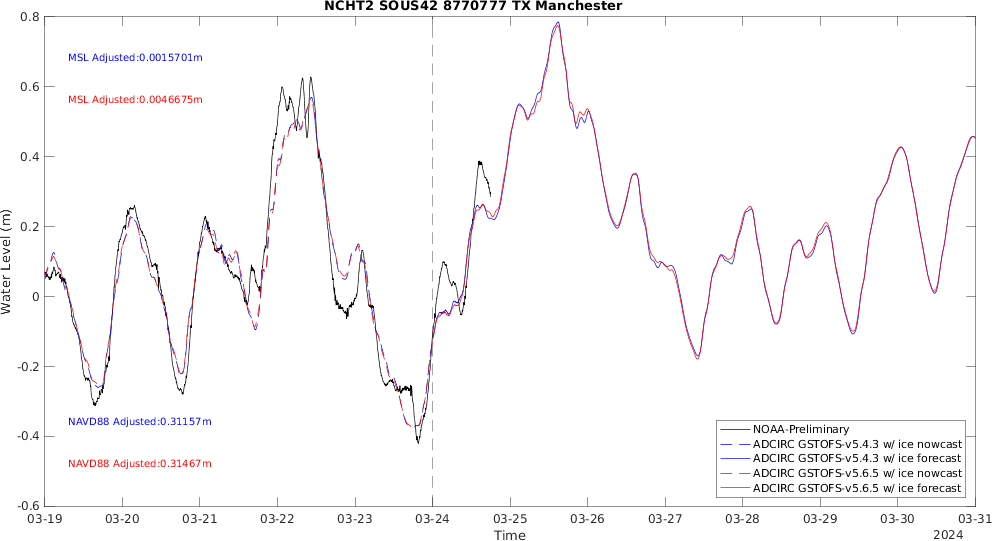 NCHT2 SOUS42 8770777 TX Manchester
MSL Adjusted:0.0015701m
MSL Adjusted:0.0046675m
NAVD88 Adjusted:0.31157m
NAVD88 Adjusted:0.31467m
Water Level (m)
0.8
0.6
0.4
0.2
0
-0.2
-0.4
-0.6
NOAA-Preliminary
ADCIRC GSTOFS-v5.4.3 w/ ice nowcast
ADCIRC GSTOFS-v5.4.3 w/ ice forecast
ADCIRC GSTOFS-v5.6.5 w/ ice nowcast
ADCIRC GSTOFS-v5.6.5 w/ ice forecast
03-19 03-20 03-21 03-22 03-23 03-24 03-25 03-26 03-27 03-28 03-29 03-30 03-31
Time
2024